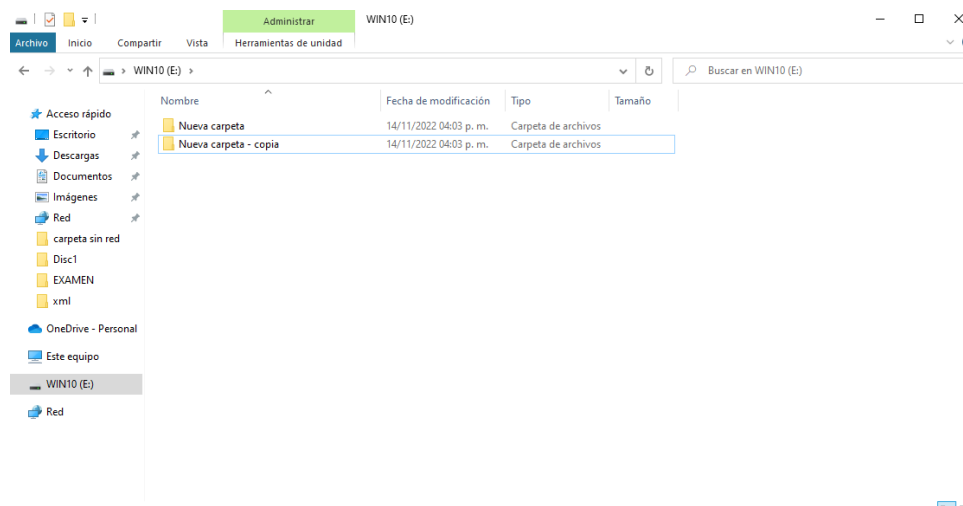 Administrar WIN10 (E:)
Archivo Inicio Compartir Vista Herramientas de unidad
WIN10 (E:) Buscar en WIN10 (E:)
Acceso rápido
Escritorio
Descargas
Documentos
Imágenes
Red
carpeta sin red
Disc1
EXAMEN
xml
OneDrive - Personal
Este equipo
WIN10 (E:)
Red
Nombre Fecha de modificación Tipo Tamaño
Nueva carpeta 14/11/2022 04:03 p. m. Carpeta de archivos
Nueva carpeta - copia 14/11/2022 04:03 p. m. Carpeta de archivos